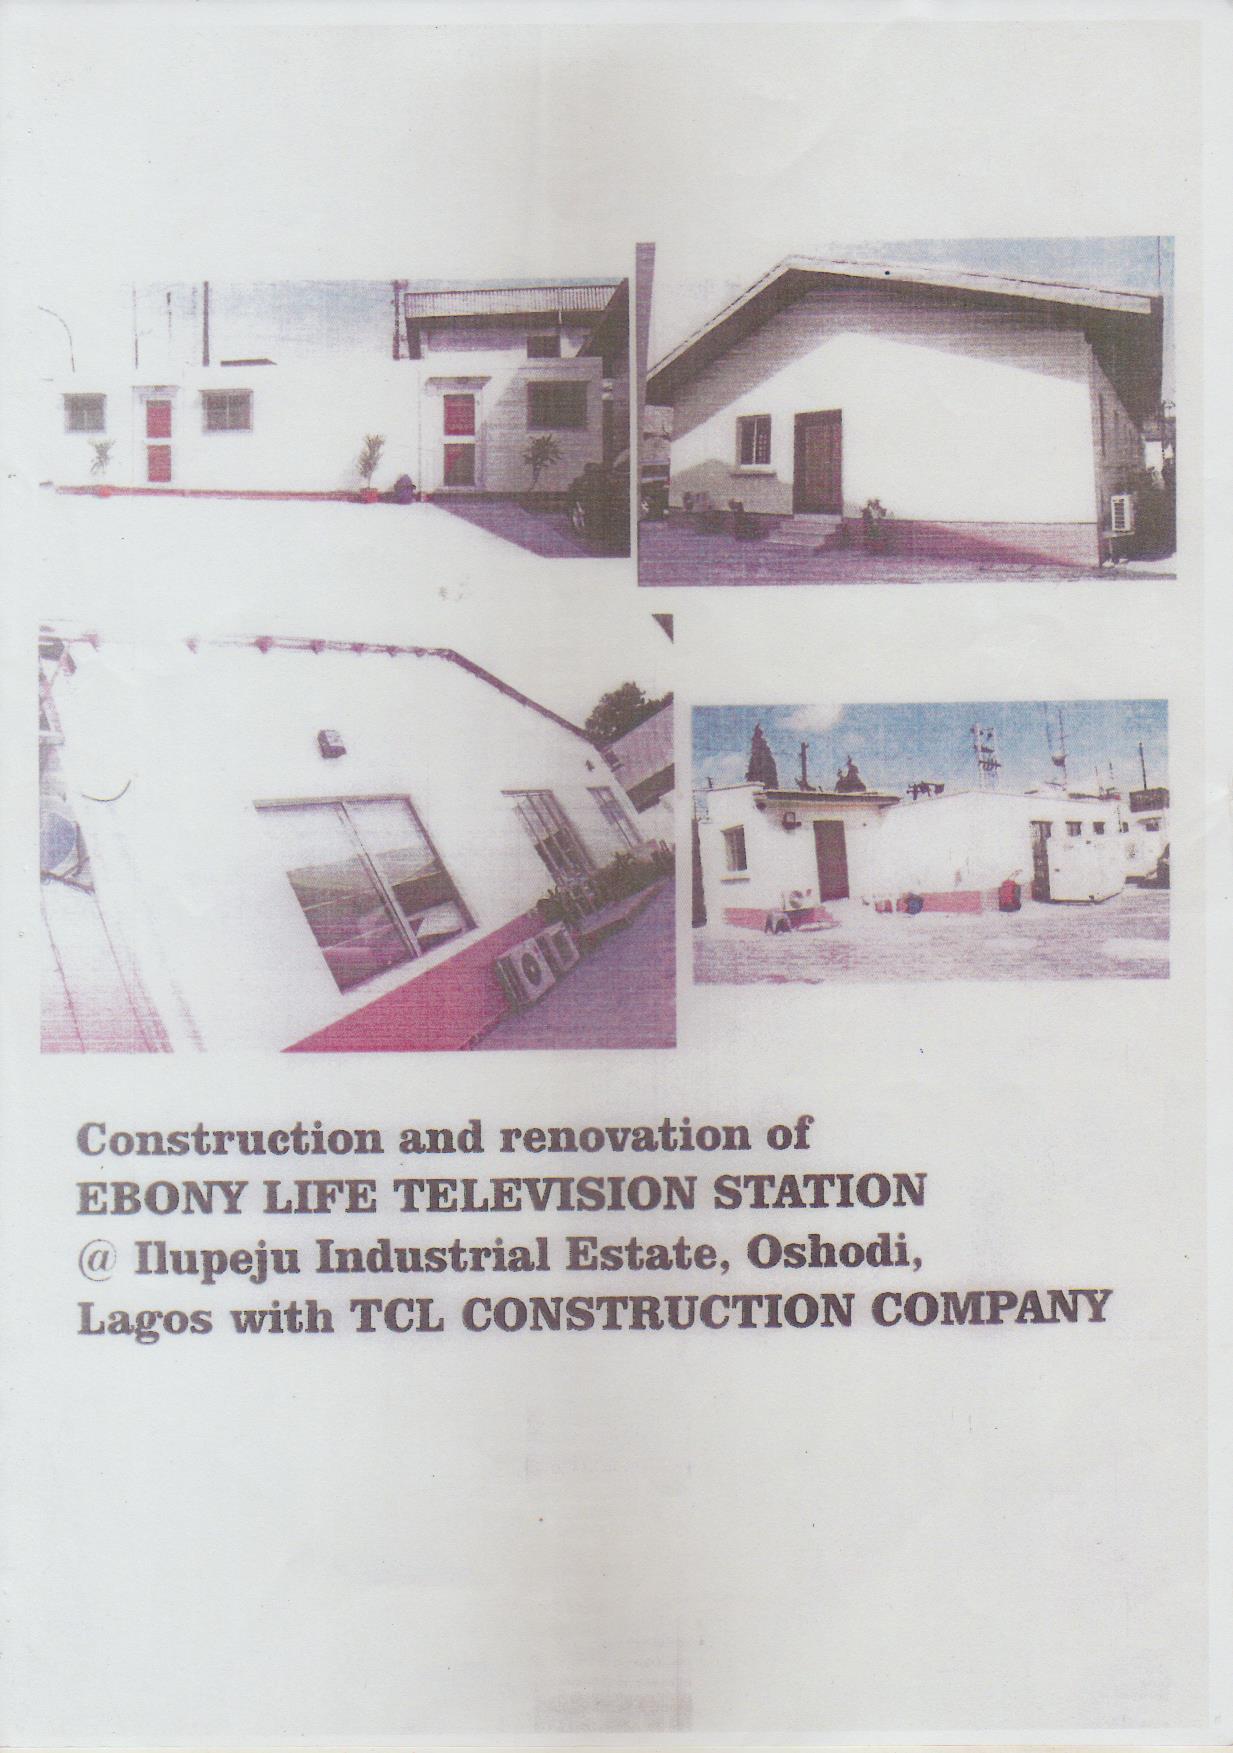 Construction and renovation of
EBONY LIFE TELEVISION STATION
@ Ilupeju Industrial Estate, Oshodi,
Lagos with TCL CONSTRUCTION COMPANY